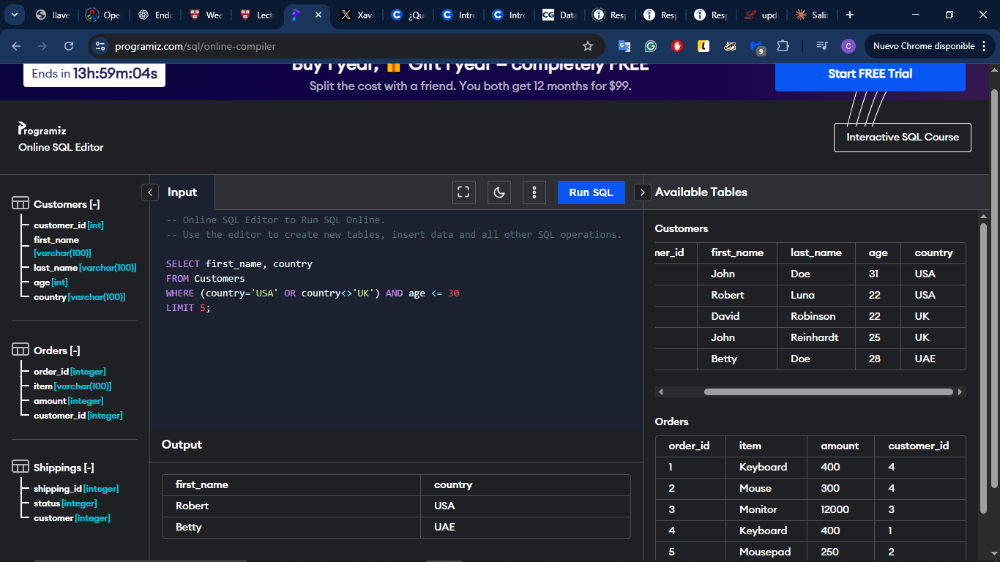 llave
Ope
Endo
Wee
Lect
Xavi
¿Qu
Intro
Intro
CG Data
Resp
Resp
Resp
upd
Salir
programiz.com/sql/online-compiler
9
C
Nuevo Chrome disponible
Ends in 13h:59m:04s
Buy 1 year, Gift 1 year – completely FREE
Split the cost with a friend. You both get 12 months for $99.
Start FREE Trial
Programiz
Online SQL Editor
Interactive SQL Course
Customers [-]
customer_id [int]
first_name
[varchar(100)]
last_name [varchar(100)]
age [int]
country [varchar(100)]
Orders [-]
order_id [integer]
item [varchar(100)]
amount [integer]
customer_id [integer]
Shippings [-]
shipping_id [integer]
status [integer]
customer [integer]
Input
Run SQL
-- Online SQL Editor to Run SQL Online.
-- Use the editor to create new tables, insert data and all other SQL operations.
SELECT first_name, country
FROM Customers
WHERE (country='USA' OR country<>'UK') AND age <= 30
LIMIT 5;
Output
first_name country
Robert USA
Betty UAE
Available Tables
Customers
mer_id first_name last_name age country
John Doe 31 USA
Robert Luna 22 USA
David Robinson 22 UK
John Reinhardt 25 UK
Betty Doe 28 UAE
Orders
order_id item amount customer_id
1 Keyboard 400 4
2 Mouse 300 4
3 Monitor 12000 3
4 Keyboard 400 1
5 Mousepad 250 2